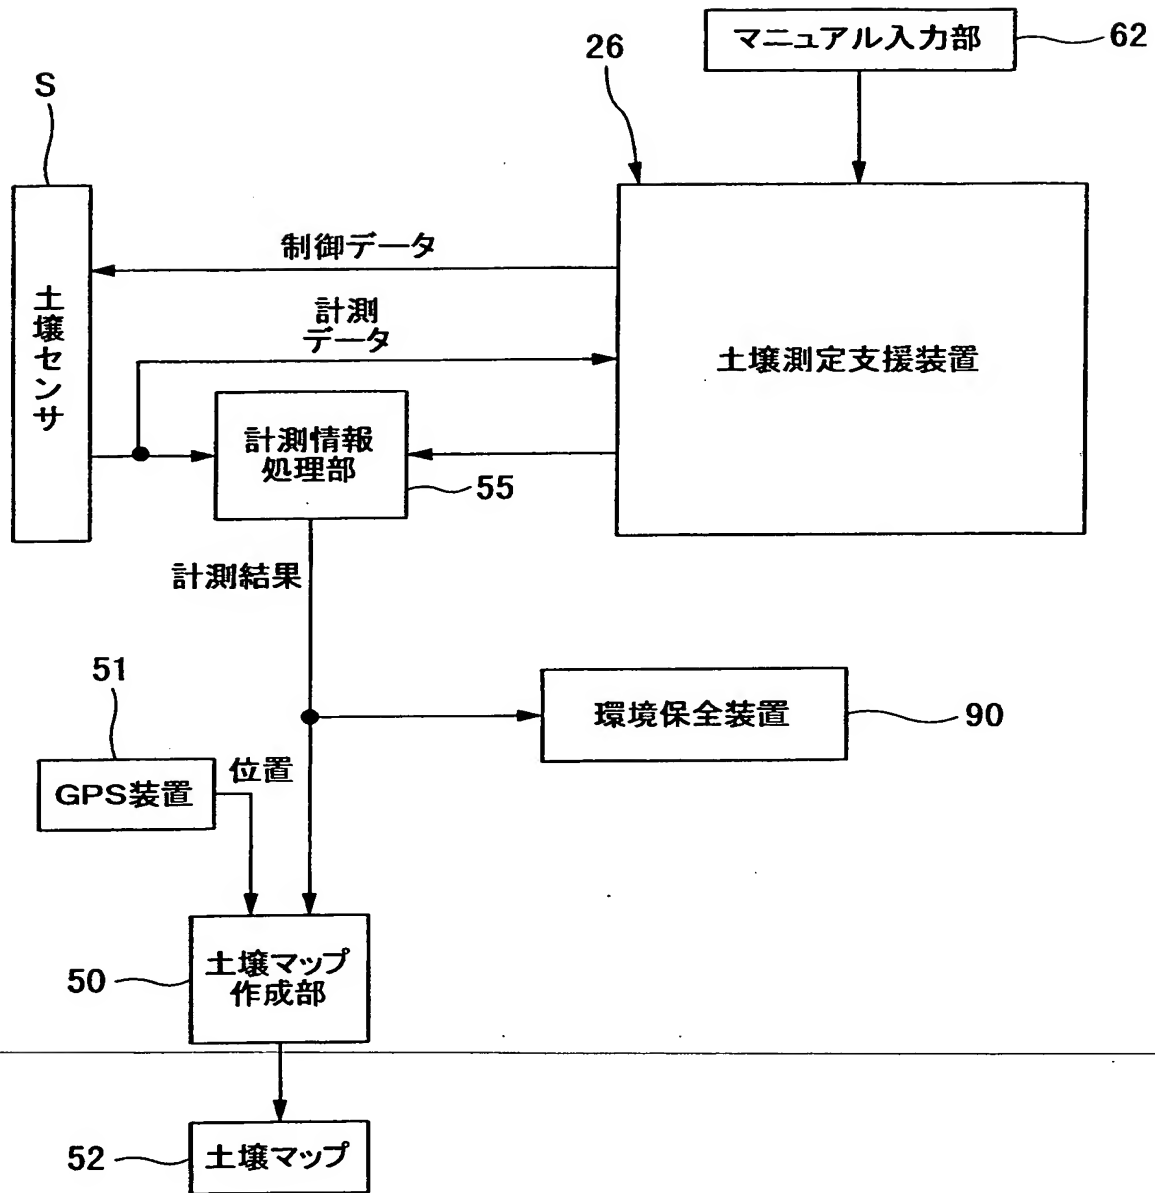 マニュアル入力部
62
26
S
制御データ
土壌センサ
計測
データ
土壌測定支援装置
計測情報
処理部
55
計測結果
51
環境保全装置
90
位置
GPS装置
土壌マップ
作成部
50
52
土壌マップ